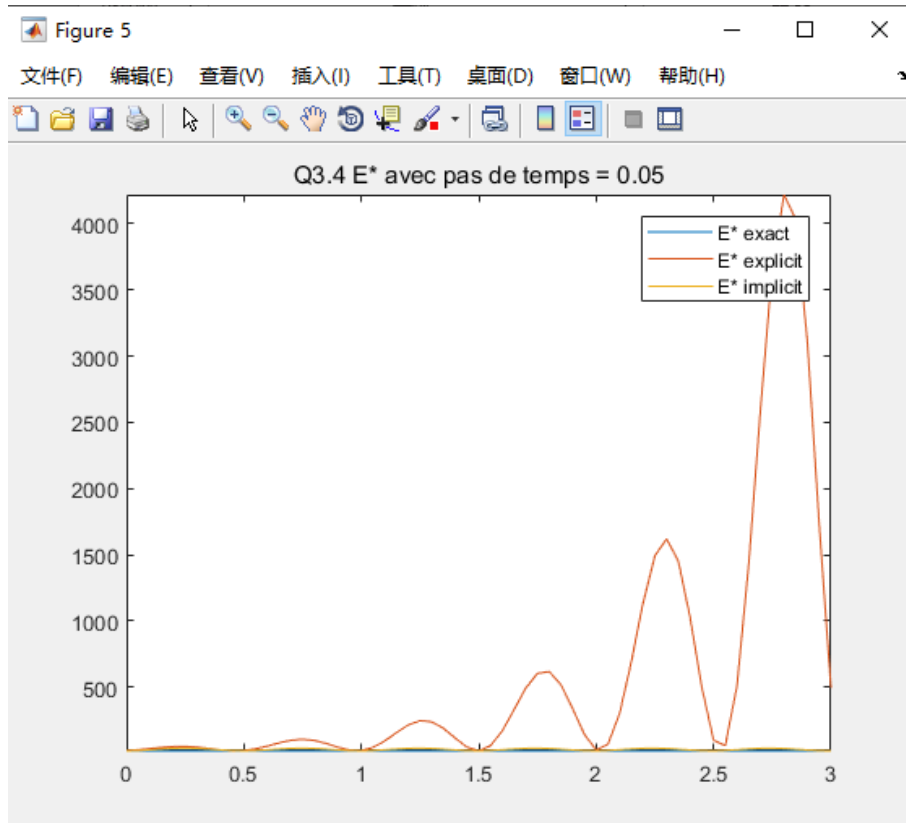 Figure 5
文件(F) 编辑(E) 查看(V) 插入(I) 工具(T) 桌面(D) 窗口(W) 帮助(H)
Q3.4 E* avec pas de temps = 0.05
E* exact
E* explicit
E* implicit
4000
3500
3000
2500
2000
1500
1000
500
0 0.5 1 1.5 2 2.5 3